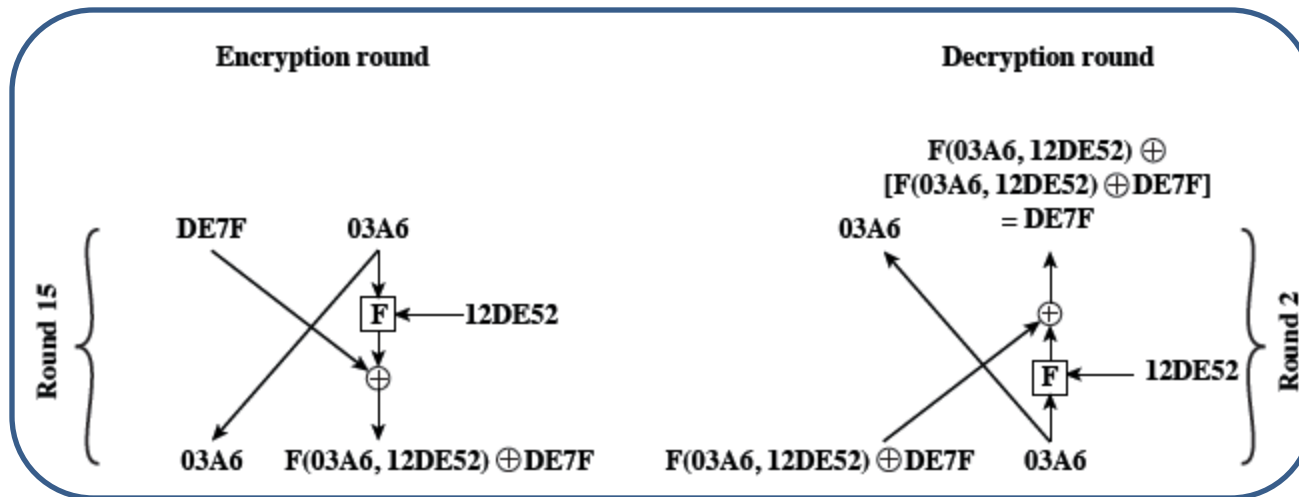 Encryption round
Round 15
DE7F
03A6
F
12DE52
⊕
03A6
F(03A6, 12DE52) ⊕ DE7F
Decryption round
F(03A6, 12DE52) ⊕
[F(03A6, 12DE52) ⊕ DE7F]
= DE7F
03A6
⊕
F
12DE52
F(03A6, 12DE52) ⊕ DE7F
03A6
Round 2